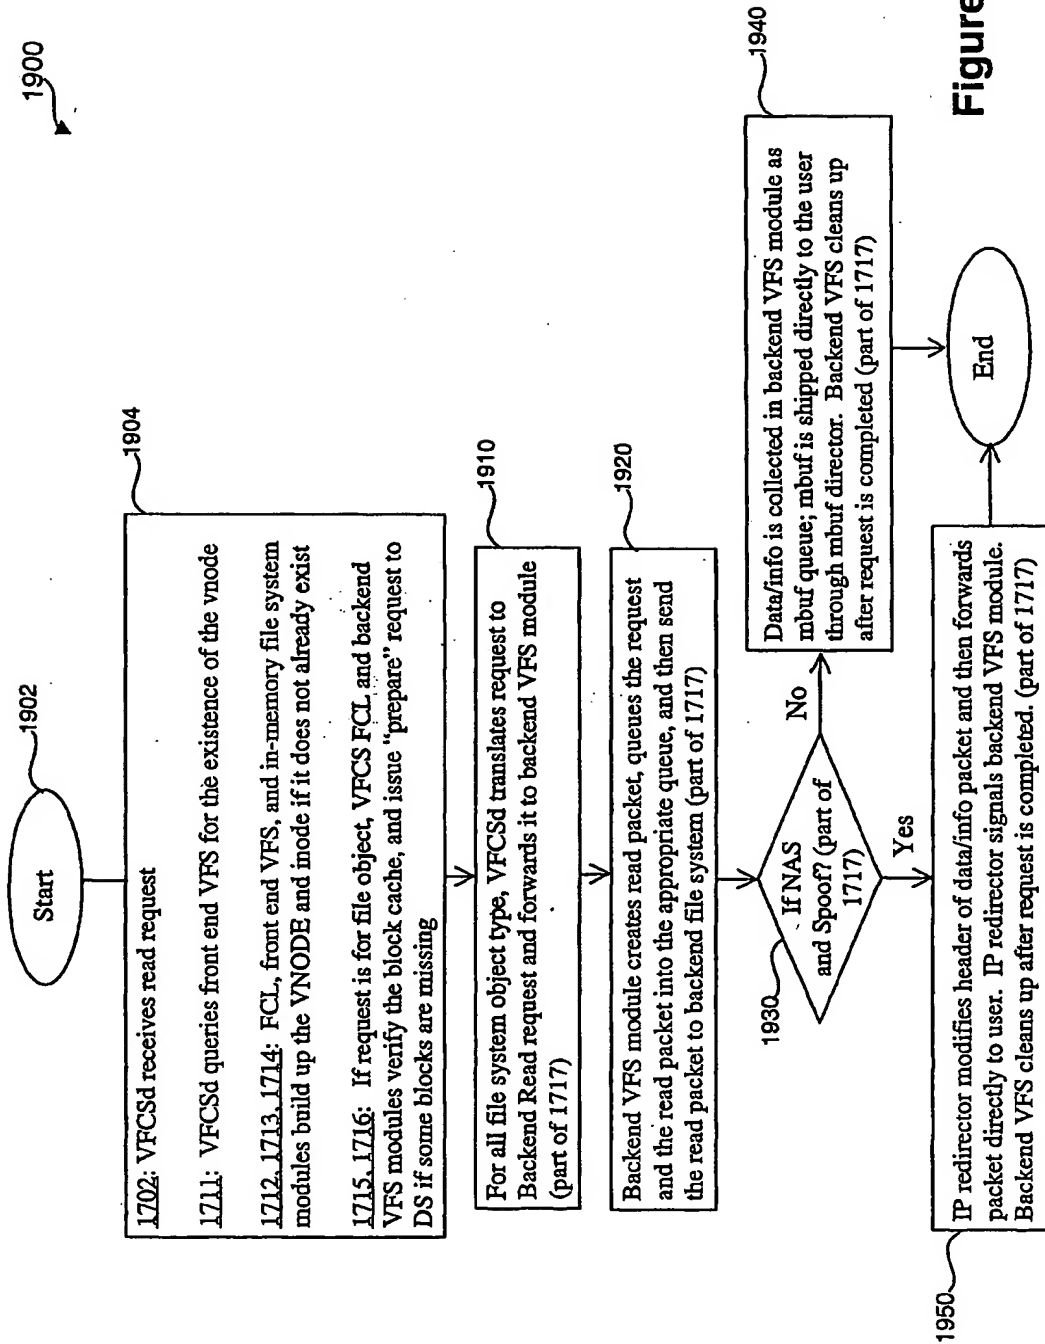 1900
Start
1902
1904
1702: VFCSd receives read request
1711: VFCSd queries front end VFS for the existence of the vnode
1712, 1713, 1714: FCL, front end VFS, and in-memory file system
modules build up the VNODE and inode if it does not already exist
1715, 1716: If request is for file object, VFCS FCL and backend
VFS modules verify the block cache, and issue "prepare" request to
DS if some blocks are missing
1910
For all file system object type, VFCSd translates request to
Backend Read request and forwards it to backend VFS module
(part of 1717)
1920
Backend VFS module creates read packet, queues the request
and the read packet into the appropriate queue, and then send
the read packet to backend file system (part of 1717)
1930
If NAS
and Spoof? (part of
1717)
No
Yes
1940
Data/info is collected in backend VFS module as
mbuf queue; mbuf is shipped directly to the user
through mbuf director. Backend VFS cleans up
after request is completed (part of 1717)
1950
IP redirector modifies header of data/info packet and then forwards
packet directly to user. IP redirector signals backend VFS module.
Backend VFS cleans up after request is completed. (part of 1717)
End
Figure